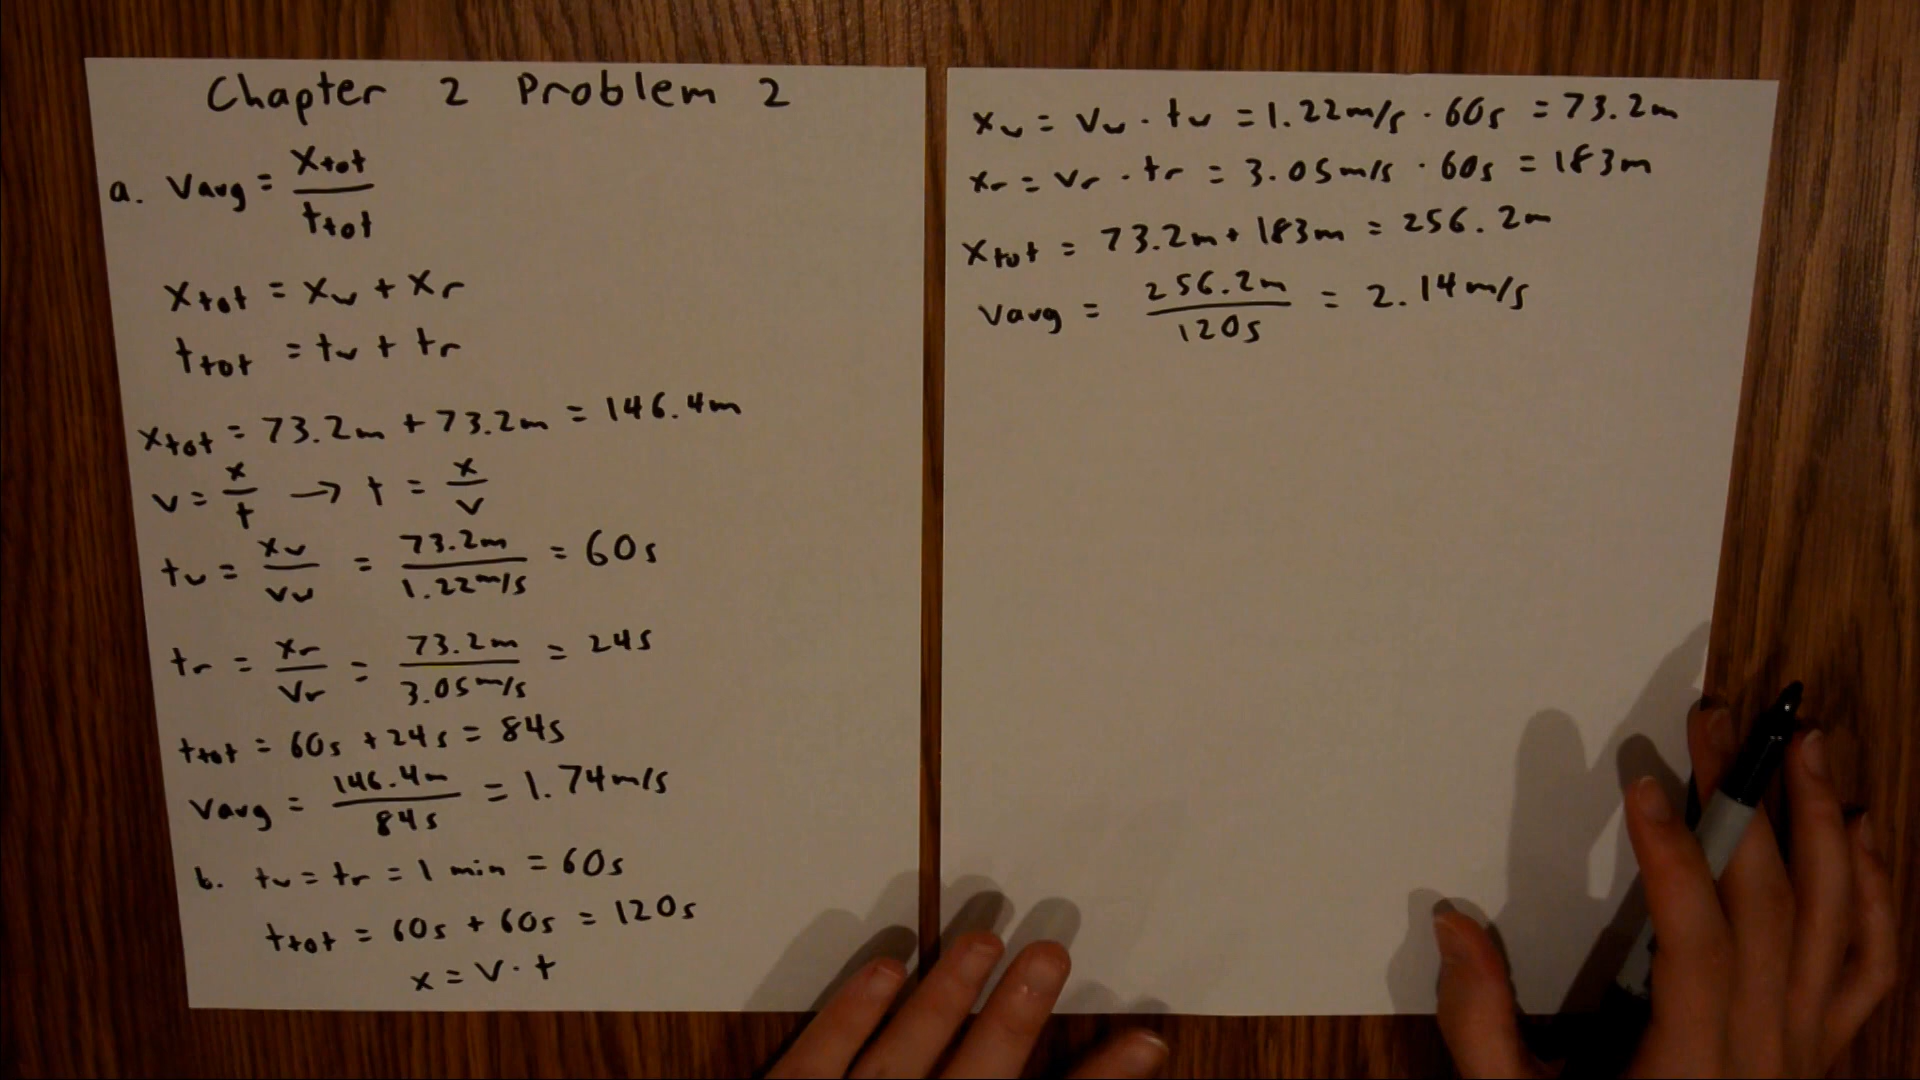 Chapter 2 Problem 2
a. Vavg = xtot / ttot
xtot = xw + xr
ttot = tw + tr
xtot = 73.2m + 73.2m = 146.4m
v = x / t → t = x / v
tw = xw / vw = 73.2m / 1.22m/s = 60s
tr = xr / vr = 73.2m / 3.05m/s = 24s
ttot = 60s + 24s = 84s
Vavg = 146.4m / 84s = 1.74m/s
b. tw = tr = 1 min = 60s
ttot = 60s + 60s = 120s
x = v · t
xw = vw · tw = 1.22m/s · 60s = 73.2m
xr = vr · tr = 3.05m/s · 60s = 183m
xtot = 73.2m + 183m = 256.2m
Vavg = 256.2m / 120s = 2.14m/s